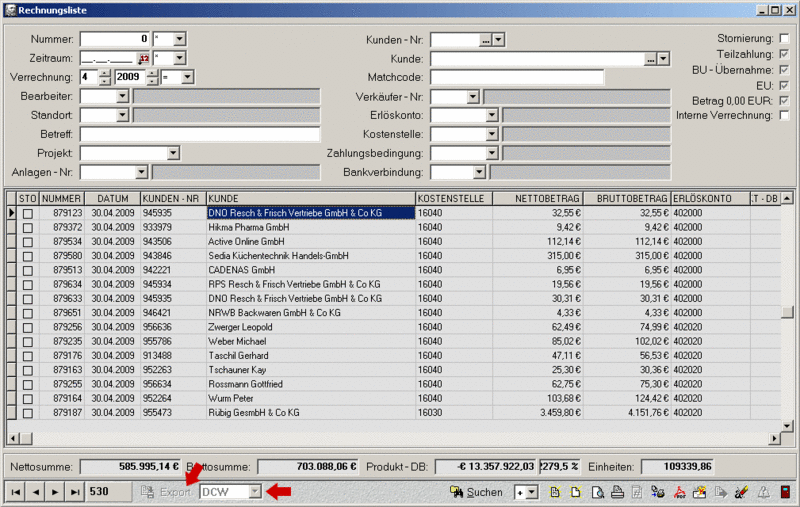 Rechnungsliste
Nummer: 0 * Kunden - Nr: ... Stornierung:
Zeitraum: __.__.____ 12 * Kunde: ... Teilzahlung:
Verrechnung: 4 2009 = Matchcode: BU - Übernahme:
Bearbeiter: Verkäufer - Nr: EU:
Standort: Erlöskonto: Betrag 0,00 EUR:
Betreff: Kostenstelle: Interne Verrechnung:
Projekt: Zahlungsbedingung:
Anlagen - Nr: Bankverbindung:
STO NUMMER DATUM KUNDEN - NR KUNDE KOSTENSTELLE NETTOBETRAG BRUTTOBETRAG ERLÖSKONTO .T - DB
879123 30.04.2009 945935 DNO Resch & Frisch Vertriebe GmbH & Co KG 16040 32,55 € 32,55 € 402000
879372 30.04.2009 933979 Hikma Pharma GmbH 16040 9,42 € 9,42 € 402000
879534 30.04.2009 943506 Active Online GmbH 16040 112,14 € 112,14 € 402000
879580 30.04.2009 943846 Sedia Küchentechnik Handels-GmbH 16040 315,00 € 315,00 € 402000
879513 30.04.2009 942221 CADENAS GmbH 16040 6,95 € 6,95 € 402000
879634 30.04.2009 945934 RPS Resch & Frisch Vertriebe GmbH & Co KG 16040 19,56 € 19,56 € 402000
879633 30.04.2009 945935 DNO Resch & Frisch Vertriebe GmbH & Co KG 16040 30,31 € 30,31 € 402000
879651 30.04.2009 946421 NRWB Backwaren GmbH & Co KG 16040 4,33 € 4,33 € 402000
879256 30.04.2009 956636 Zwerger Leopold 16040 62,49 € 74,99 € 402020
879235 30.04.2009 955786 Weber Michael 16040 85,02 € 102,02 € 402020
879176 30.04.2009 913488 Taschil Gerhard 16040 47,11 € 56,53 € 402020
879163 30.04.2009 952263 Tschauner Kay 16040 25,30 € 30,36 € 402020
879255 30.04.2009 956634 Rossmann Gottfried 16040 62,75 € 75,30 € 402020
879164 30.04.2009 952264 Wurm Peter 16040 103,68 € 124,42 € 402020
879187 30.04.2009 955473 Rübig GesmbH & Co KG 16030 3.459,80 € 4.151,76 € 402020
Nettosumme: 585.995,14 € 703.088,06 € Produkt - DB: -€ 13.357.922,03 2279,5 % Einheiten: 109339,86
530 Export DCW Suchen +